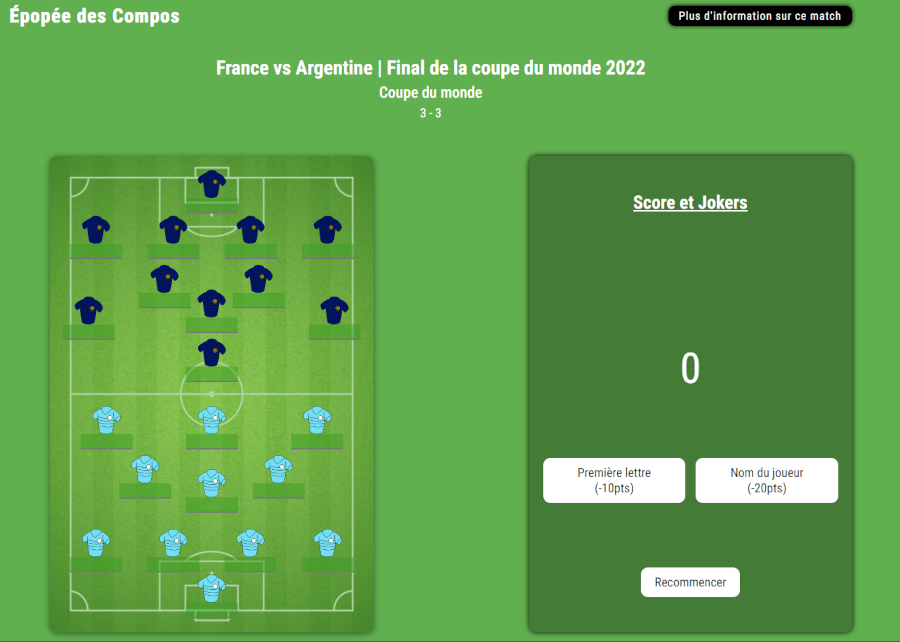 Épopée des Compos
Plus d'information sur ce match
France vs Argentine | Final de la coupe du monde 2022
Coupe du monde
3 - 3
Score et Jokers
0
Première lettre
(-10pts)
Nom du joueur
(-20pts)
Recommencer